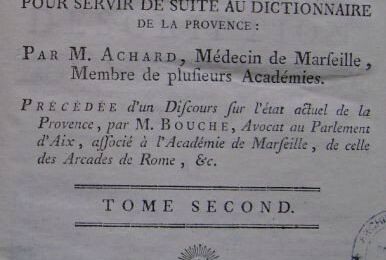 POUR SERVIR DE SUITE AU DICTIONNAIRE
DE LA PROVENCE :
PAR M. ACHARD, Médecin de Marſeille,
Membre de pluſieurs Académies.
PRÉCÉDÉE d'un Diſcours ſur l'état actuel de la
Provence, par M. BOUCHE, Avocat au Parlement
d'Aix, aſſocié à l'Académie de Marſeille, de celle
des Arcades de Rome, &c.
TOME SECOND.